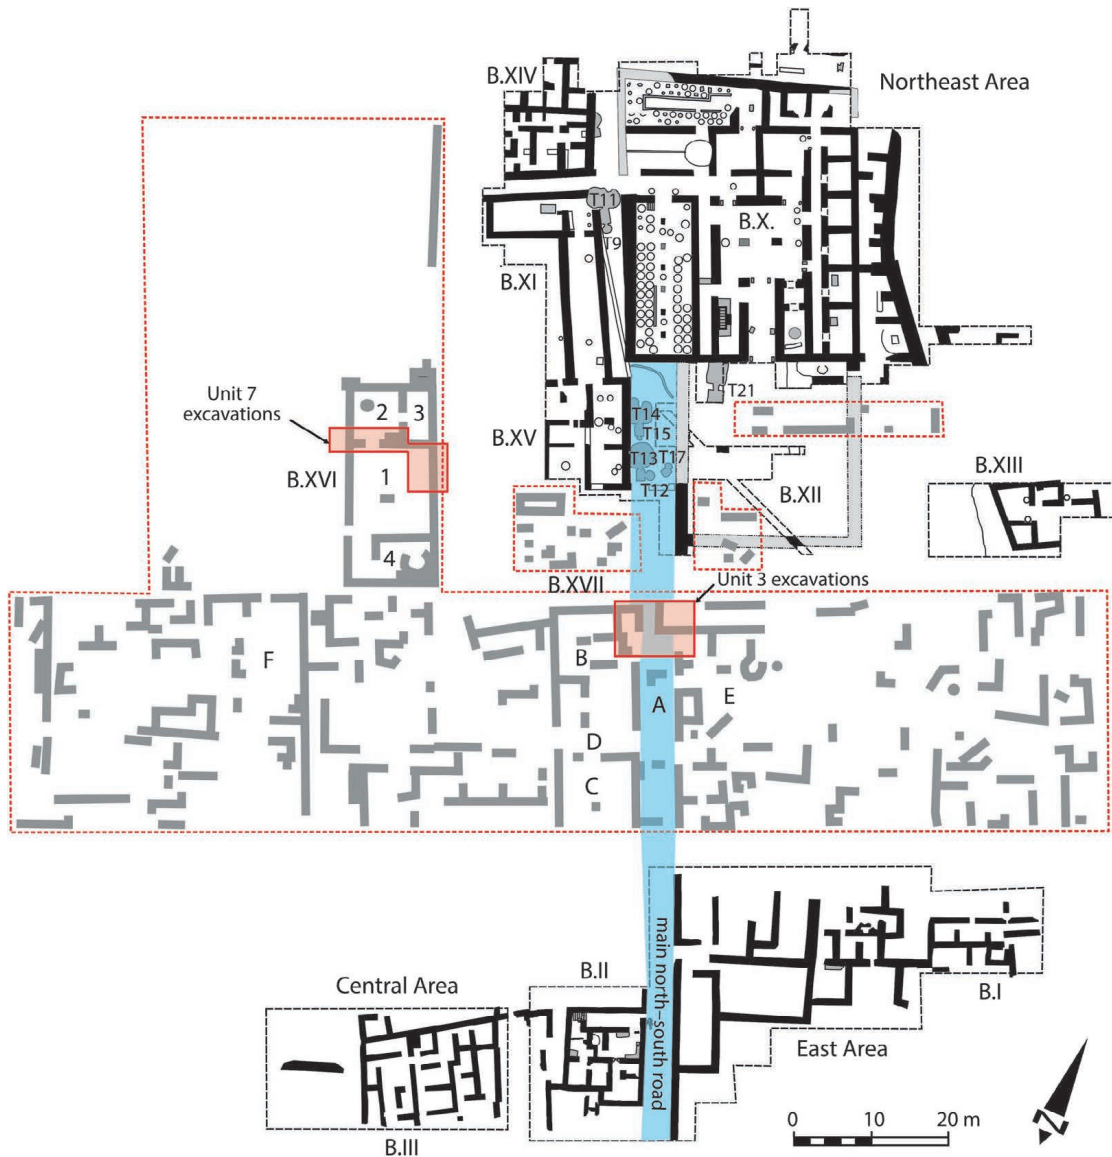 B.XIV
Northeast Area
T11
T9
B.X.
B.XI
T21
Unit 7
excavations
2
3
T14
T15
B.XV
T13
T17
B.XIII
B.XVI
1
T12
B.XII
4
B.XVII
Unit 3 excavations
F
B
A
E
D
C
main north–south road
B.II
Central Area
B.I
East Area
B.III
0
10
20 m
N